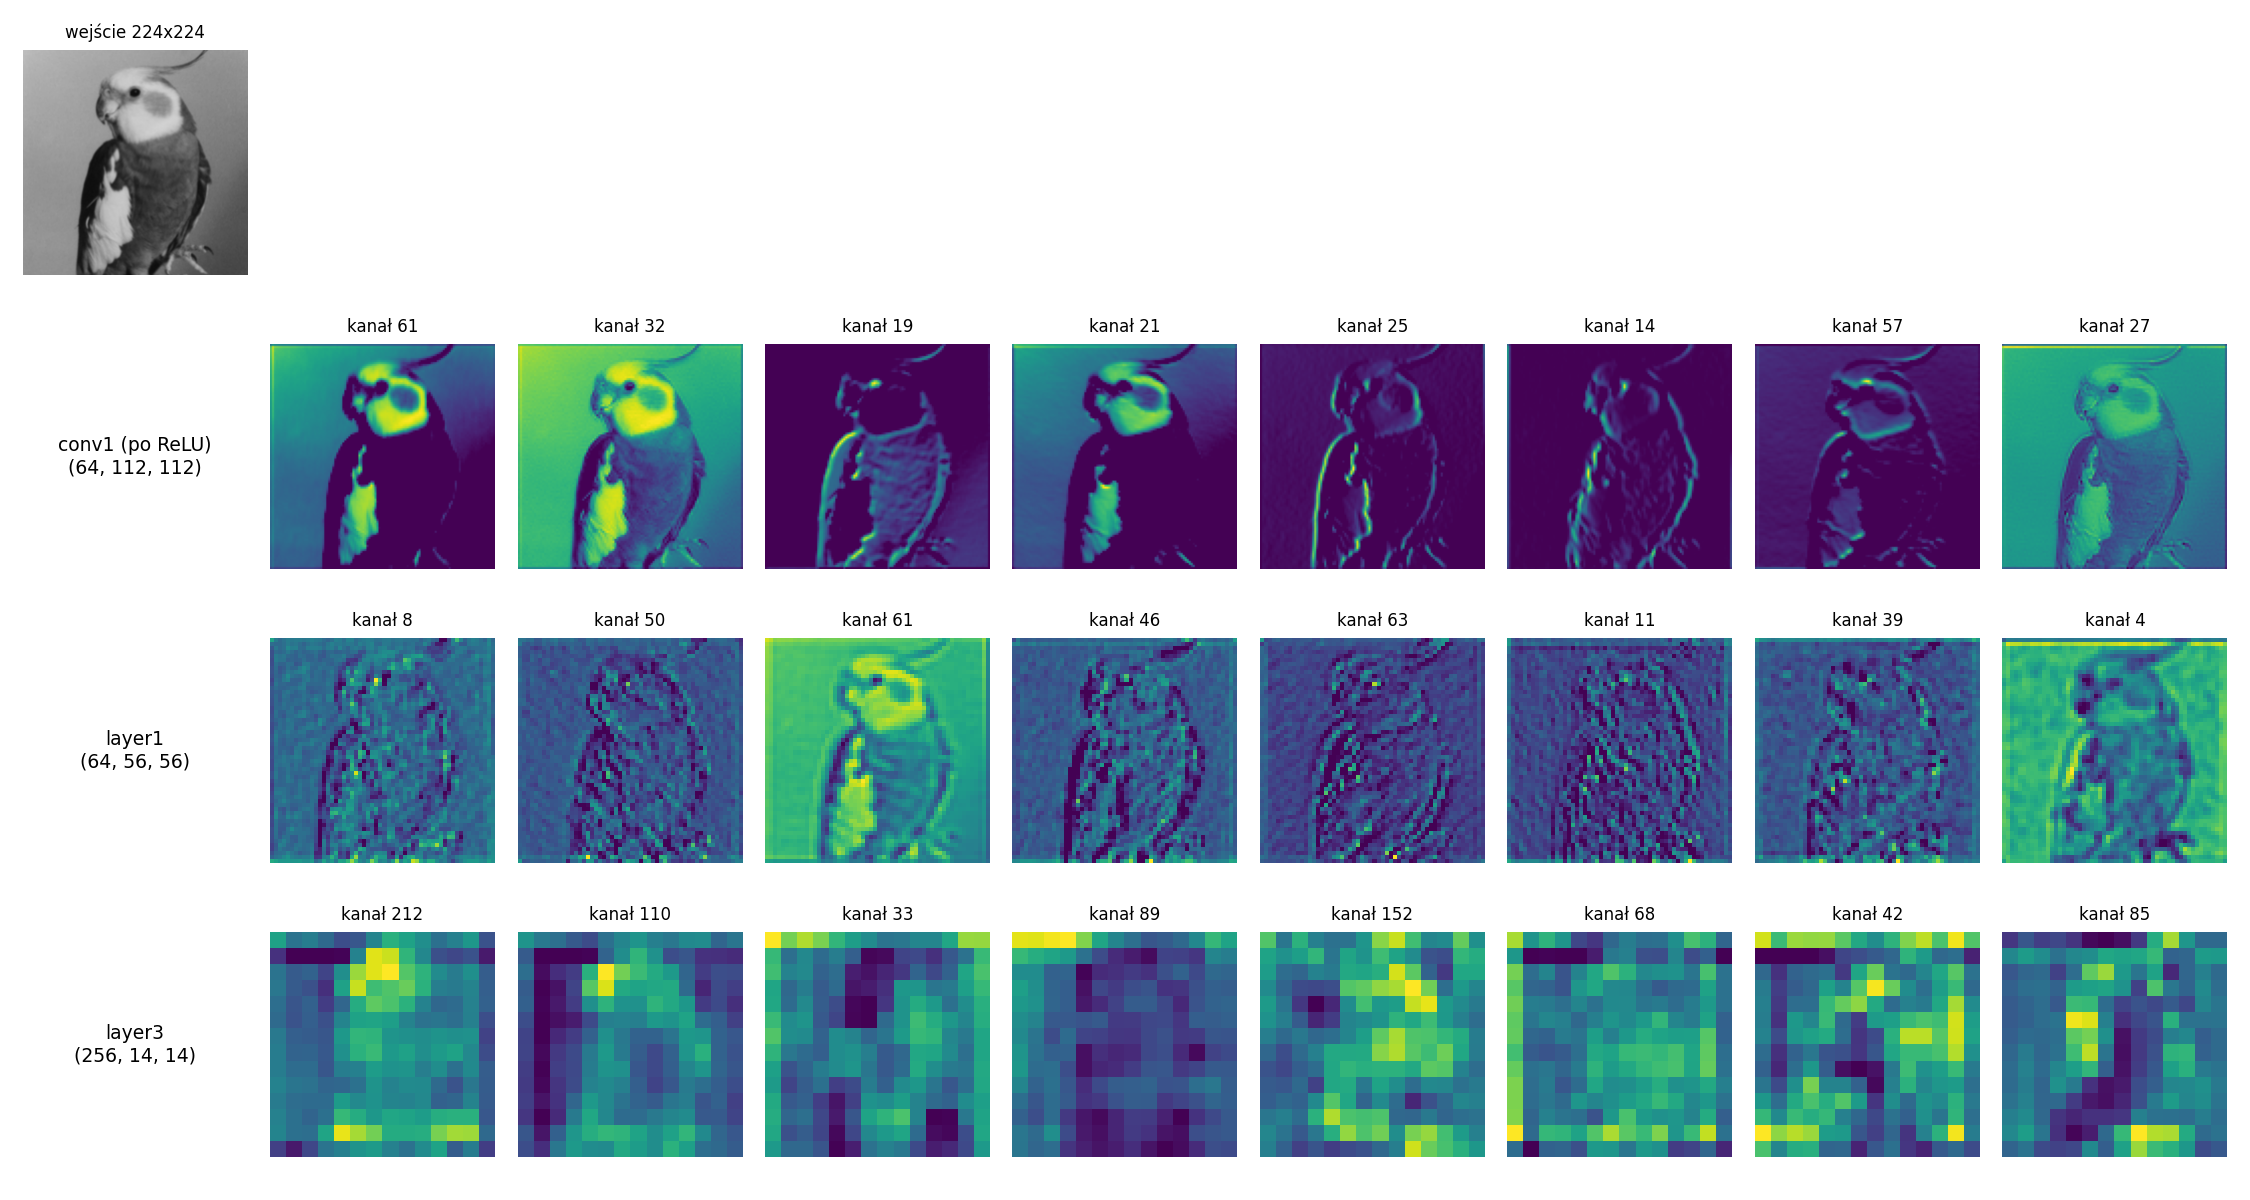 wejście 224x224
kanał 61
kanał 32
kanał 19
kanał 21
kanał 25
kanał 14
kanał 57
kanał 27
conv1 (po ReLU)
(64, 112, 112)
kanał 8
kanał 50
kanał 61
kanał 46
kanał 63
kanał 11
kanał 39
kanał 4
layer1
(64, 56, 56)
kanał 212
kanał 110
kanał 33
kanał 89
kanał 152
kanał 68
kanał 42
kanał 85
layer3
(256, 14, 14)